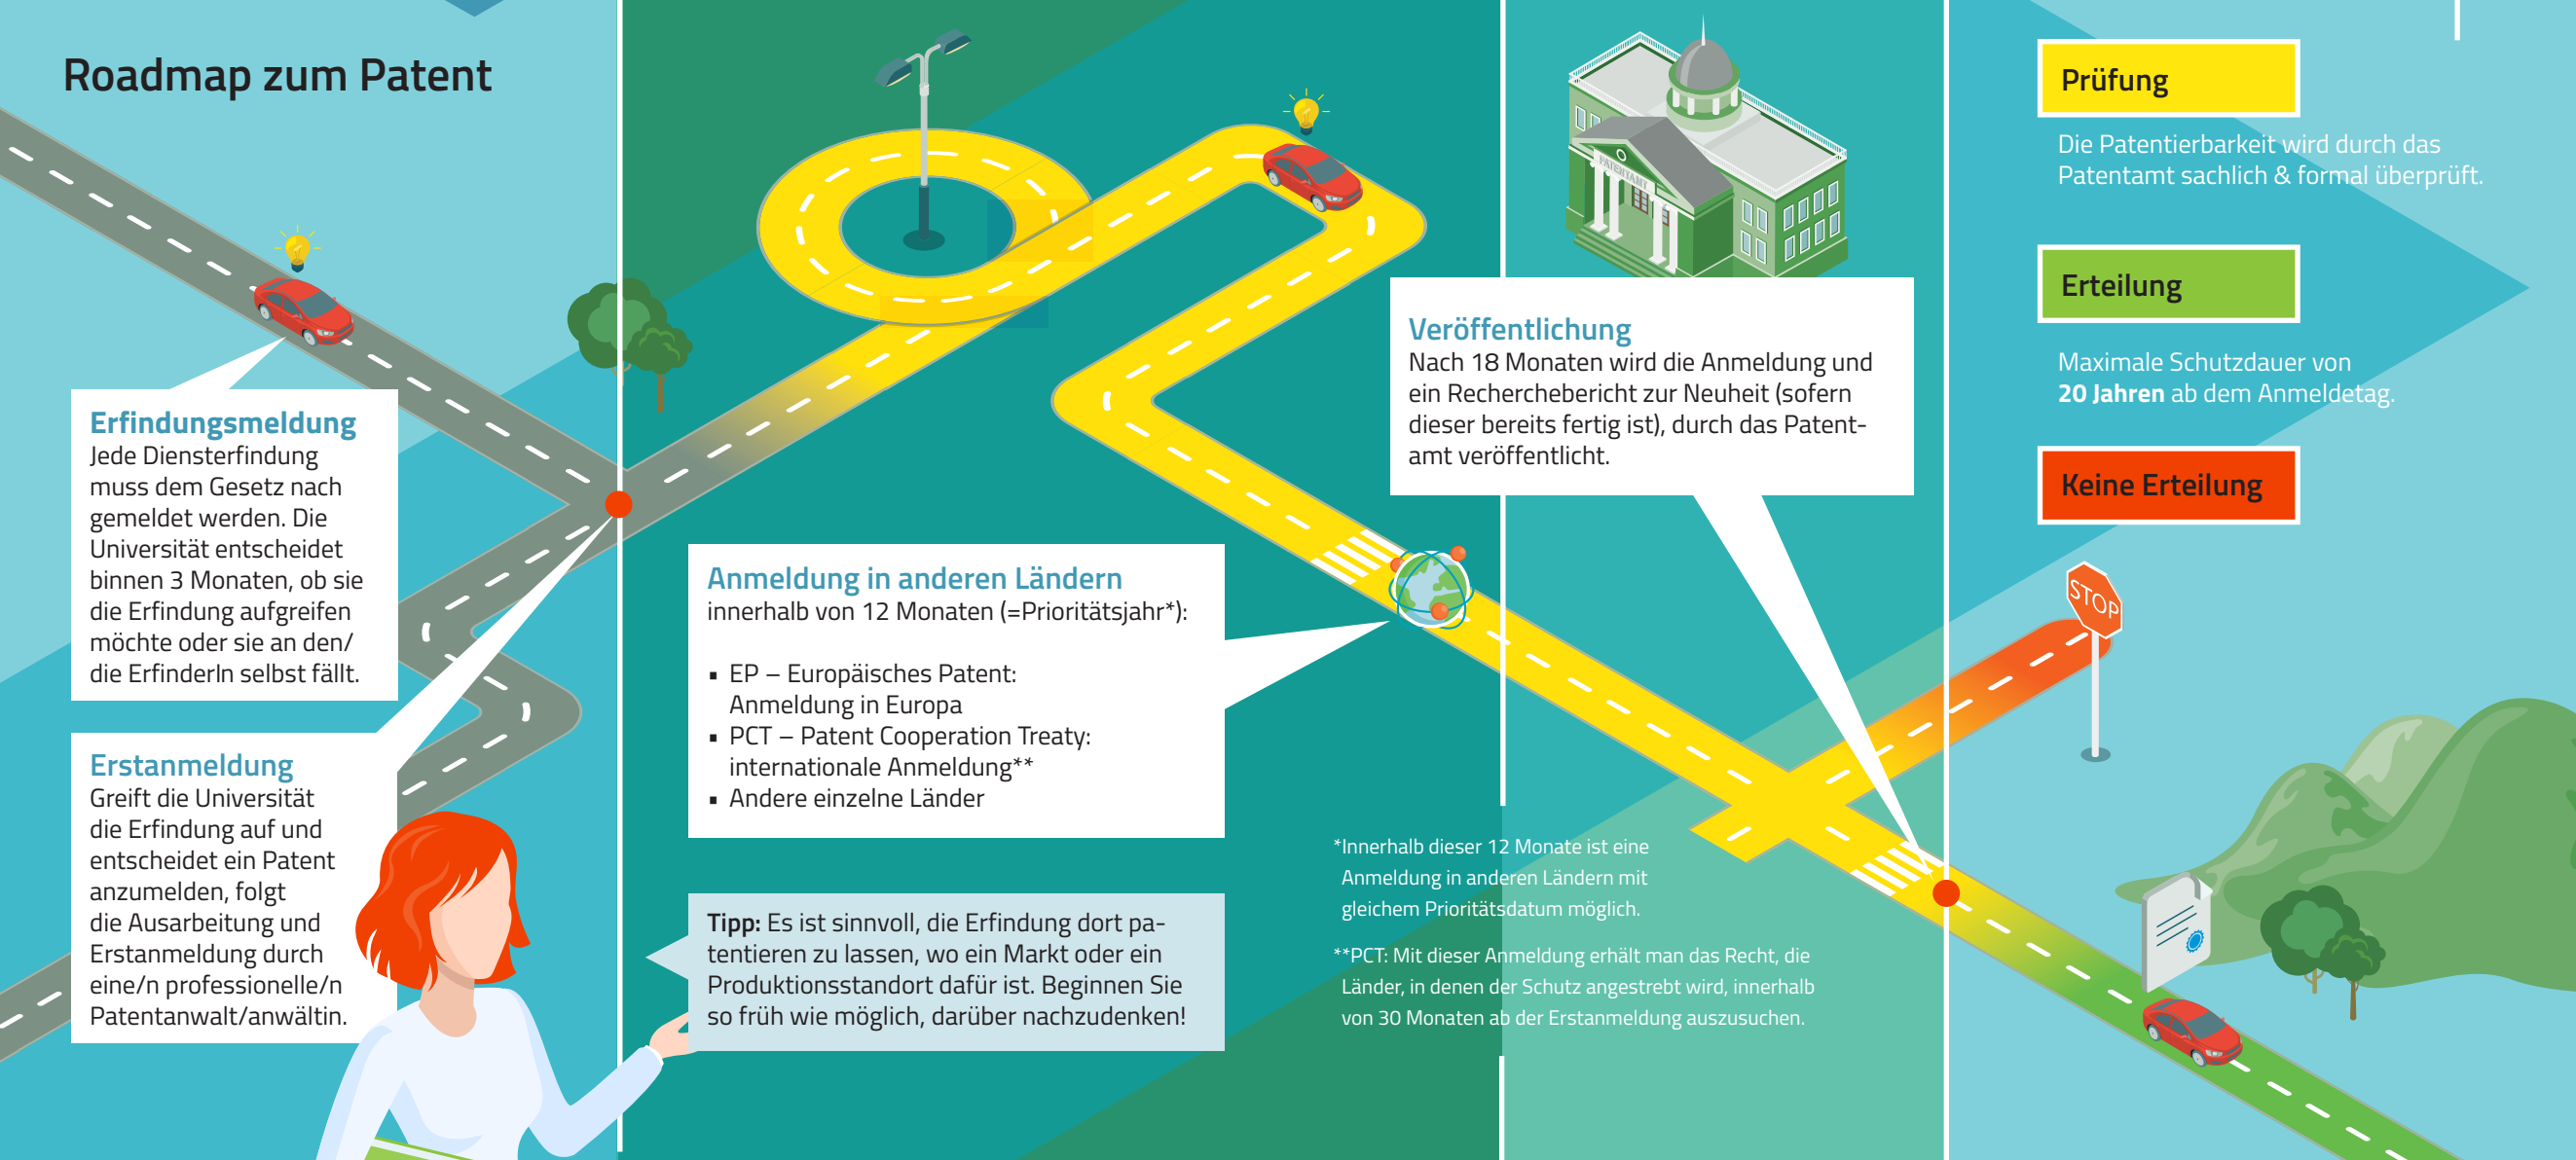 Roadmap zum Patent
Erfindungsmeldung
Jede Diensterfindung
muss dem Gesetz nach
gemeldet werden. Die
Universität entscheidet
binnen 3 Monaten, ob sie
die Erfindung aufgreifen
möchte oder sie an den/
die ErfinderIn selbst fällt.
Erstanmeldung
Greift die Universität
die Erfindung auf und
entscheidet ein Patent
anzumelden, folgt
die Ausarbeitung und
Erstanmeldung durch
eine/n professionelle/n
Patentanwalt/anwältin.
Anmeldung in anderen Ländern
innerhalb von 12 Monaten (=Prioritätsjahr*):
▪ EP – Europäisches Patent:
Anmeldung in Europa
▪ PCT – Patent Cooperation Treaty:
internationale Anmeldung**
▪ Andere einzelne Länder
Tipp: Es ist sinnvoll, die Erfindung dort pa-
tentieren zu lassen, wo ein Markt oder ein
Produktionsstandort dafür ist. Beginnen Sie
so früh wie möglich, darüber nachzudenken!
PATENTAMT
Veröffentlichung
Nach 18 Monaten wird die Anmeldung und
ein Recherchebericht zur Neuheit (sofern
dieser bereits fertig ist), durch das Patent-
amt veröffentlicht.
*Innerhalb dieser 12 Monate ist eine
Anmeldung in anderen Ländern mit
gleichem Prioritätsdatum möglich.
**PCT: Mit dieser Anmeldung erhält man das Recht, die
Länder, in denen der Schutz angestrebt wird, innerhalb
von 30 Monaten ab der Erstanmeldung auszusuchen.
Prüfung
Die Patentierbarkeit wird durch das
Patentamt sachlich & formal überprüft.
Erteilung
Maximale Schutzdauer von
20 Jahren ab dem Anmeldetag.
Keine Erteilung
STOP